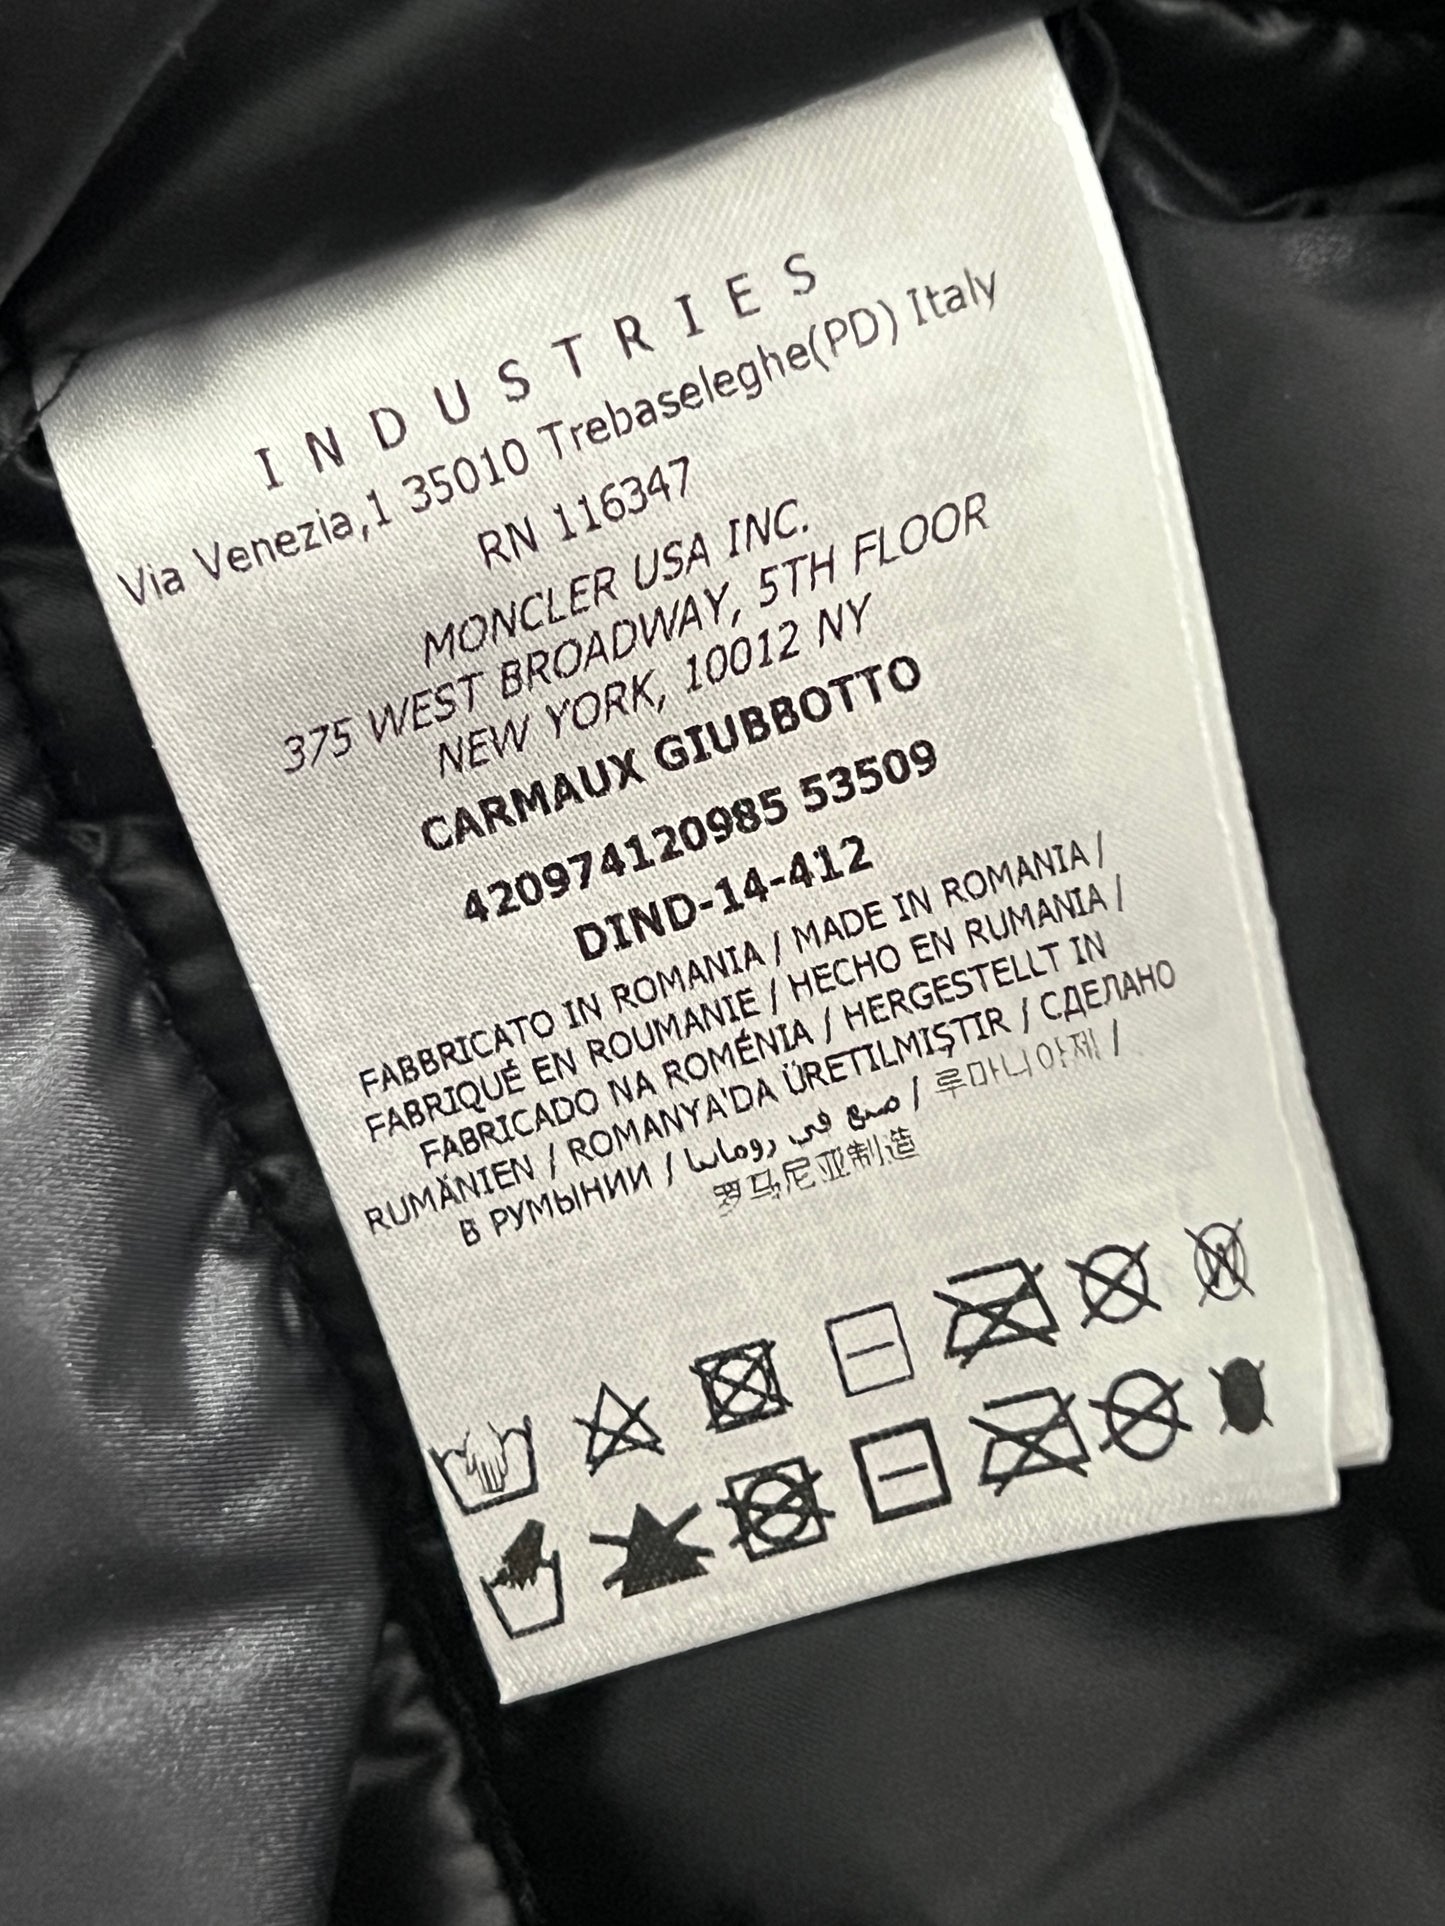 INDUSTRIES
Via Venezia,1 35010 Trebaseleghe(PD) Italy
RN 116347
MONCLER USA INC.
375 WEST BROADWAY, 5TH FLOOR
NEW YORK, 10012 NY
CARMAUX GIUBBOTTO
420974120985 53509
DIND-14-412
FABBRICATO IN ROMANIA / MADE IN ROMANIA /
FABRIQUÉ EN ROUMANIE / HECHO EN RUMANIA /
FABRICADO NA ROMÉNIA / HERGESTELLT IN
RUMÄNIEN / ROMANYA'DA ÜRETILMIŞTIR / СДЕЛАНО
В РУМЫНИИ / صنع في رومانيا / 루마니아제 /
罗马尼亚制造